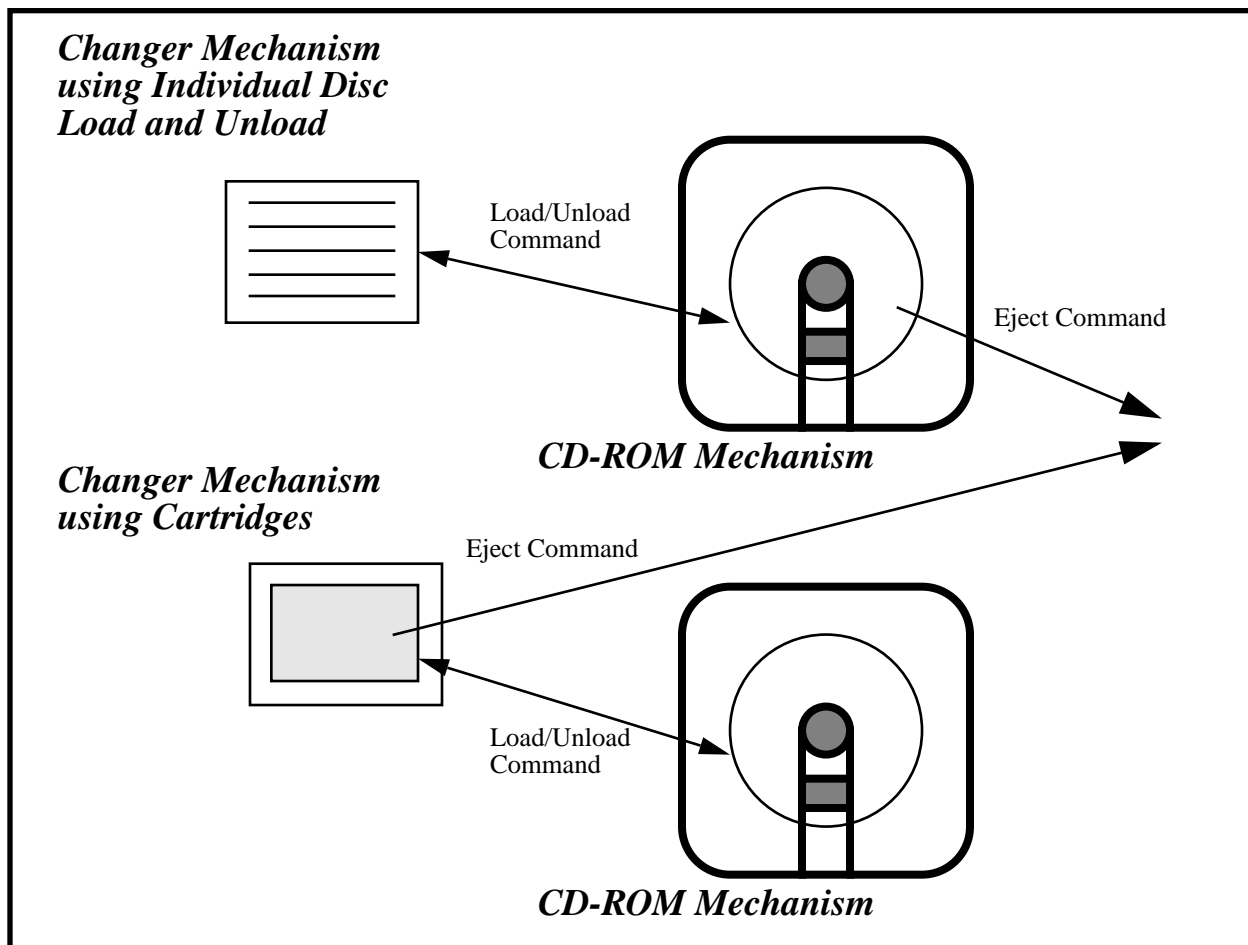 Changer Mechanism
using Individual Disc
Load and Unload
Load/Unload
Command
Eject Command
CD-ROM Mechanism
Changer Mechanism
using Cartridges
Eject Command
Load/Unload
Command
CD-ROM Mechanism